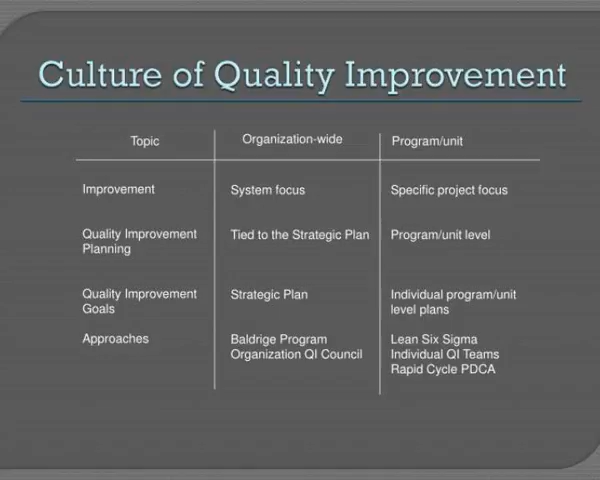 Culture of Quality Improvement
Topic Organization-wide Program/unit
Improvement System focus Specific project focus
Quality Improvement Tied to the Strategic Plan Program/unit level
Planning
Quality Improvement Strategic Plan Individual program/unit
Goals level plans
Approaches Baldrige Program Lean Six Sigma
Organization QI Council Individual QI Teams
Rapid Cycle PDCA